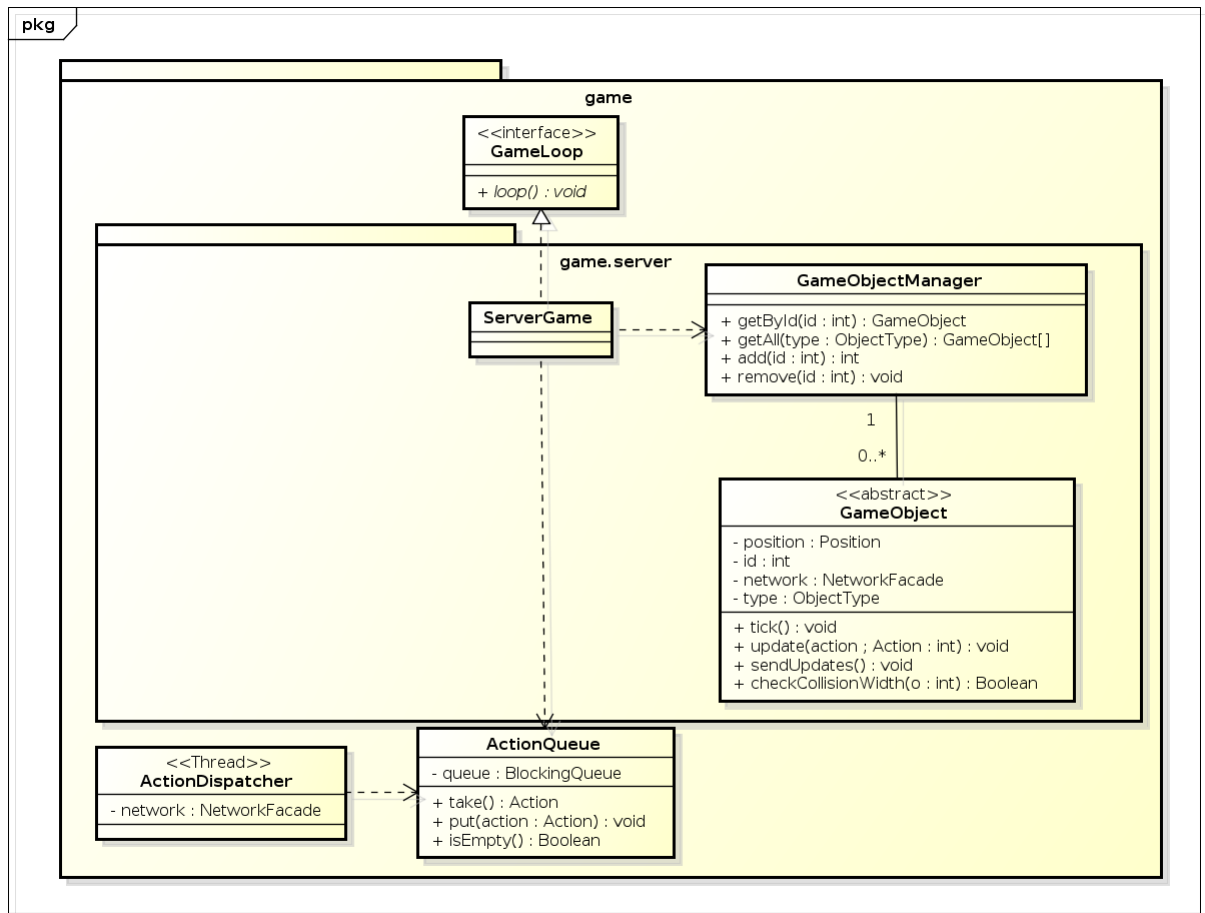 pkg
game
<<interface>>
GameLoop
+ loop() : void
game.server
ServerGame
GameObjectManager
+ getById(id : int) : GameObject
+ getAll(type : ObjectType) : GameObject[]
+ add(id : int) : int
+ remove(id : int) : void
1
0..*
<<abstract>>
GameObject
- position : Position
- id : int
- network : NetworkFacade
- type : ObjectType
+ tick() : void
+ update(action ; Action : int) : void
+ sendUpdates() : void
+ checkCollisionWidth(o : int) : Boolean
<<Thread>>
ActionDispatcher
- network : NetworkFacade
ActionQueue
- queue : BlockingQueue
+ take() : Action
+ put(action : Action) : void
+ isEmpty() : Boolean